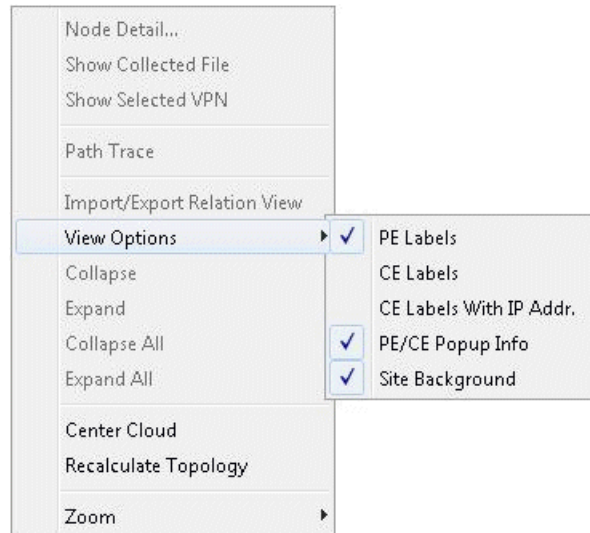 Node Detail...
Show Collected File
Show Selected VPN
Path Trace
Import/Export Relation View
View Options
Collapse
Expand
Collapse All
Expand All
Center Cloud
Recalculate Topology
Zoom
PE Labels
CE Labels
CE Labels With IP Addr.
PE/CE Popup Info
Site Background